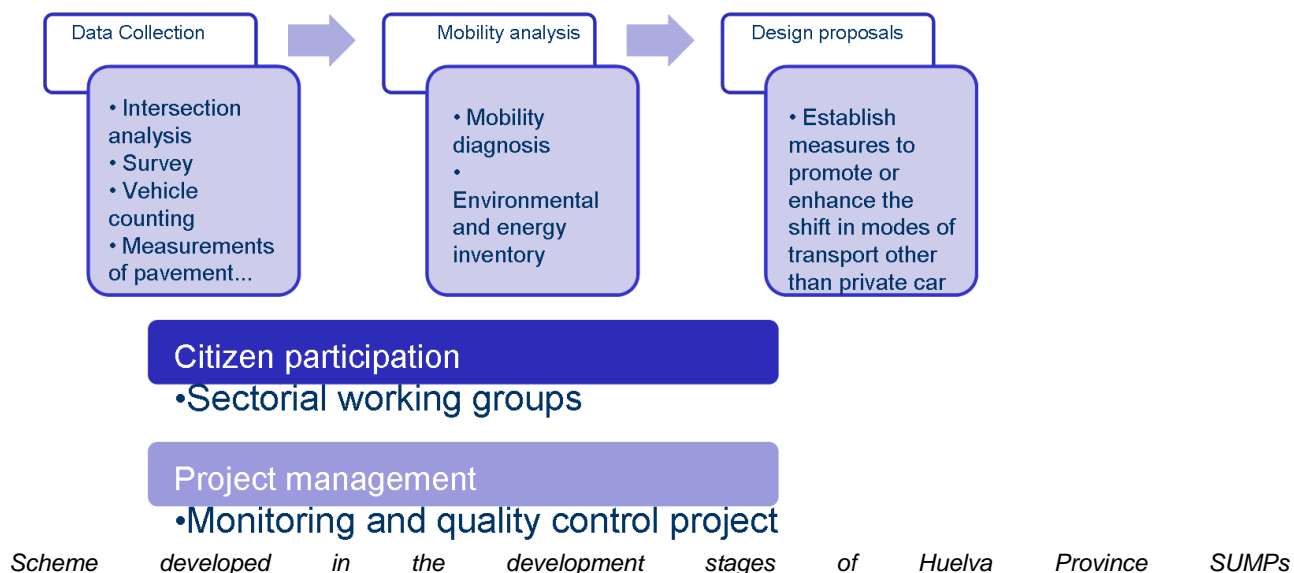 Data Collection
• Intersection
analysis
• Survey
• Vehicle
counting
• Measurements
of pavement...
Mobility analysis
• Mobility
diagnosis
•
Environmental
and energy
inventory
Design proposals
• Establish
measures to
promote or
enhance the
shift in modes of
transport other
than private car
Citizen participation
•Sectorial working groups
Project management
•Monitoring and quality control project
Scheme developed in the development stages of Huelva Province SUMPs